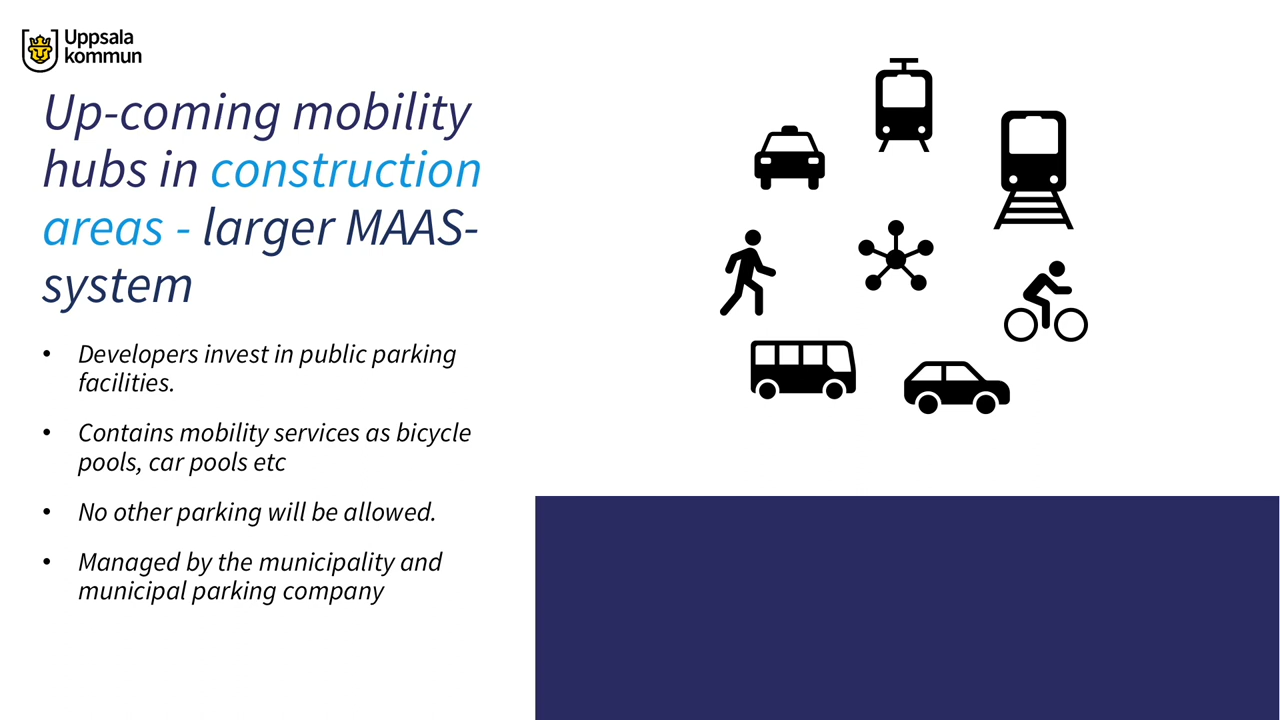 Uppsala
kommun
Up-coming mobility
hubs in construction
areas - larger MAAS-
system
• Developers invest in public parking
facilities.
• Contains mobility services as bicycle
pools, car pools etc
• No other parking will be allowed.
• Managed by the municipality and
municipal parking company